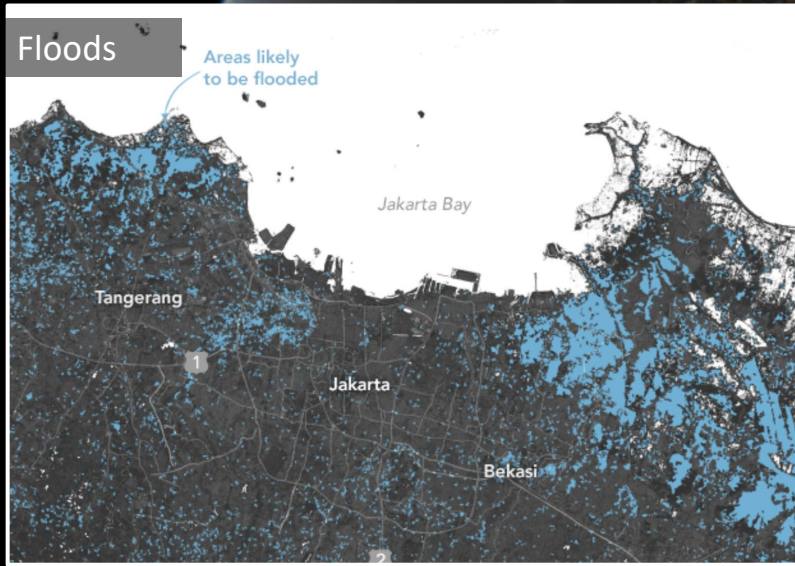 Floods
Areas likely
to be flooded
Jakarta Bay
Tangerang
1
Jakarta
Bekasi
2